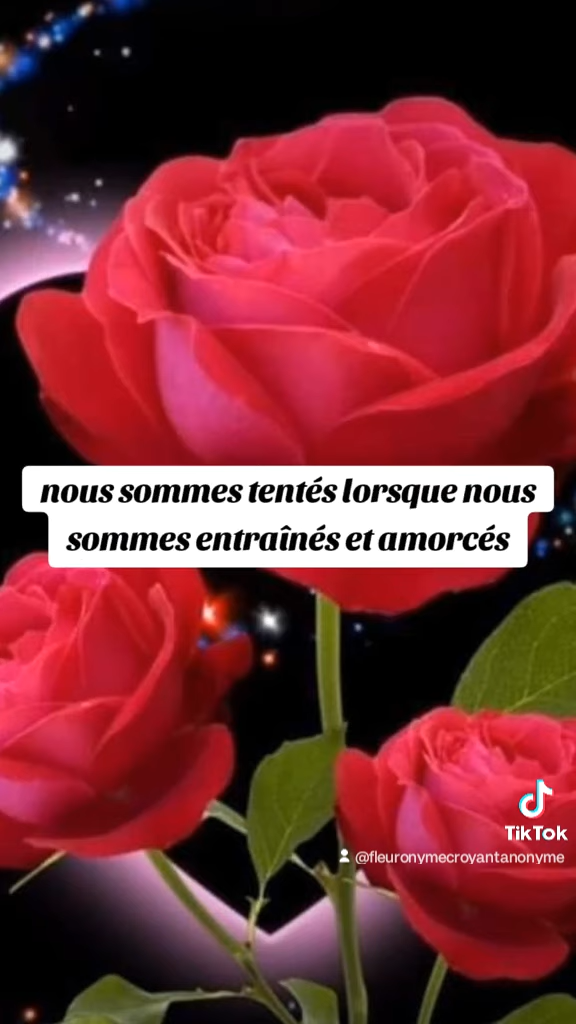 nous sommes tentés lorsque nous
sommes entraînés et amorcés
TikTok
@fleuronymecroyantanonyme